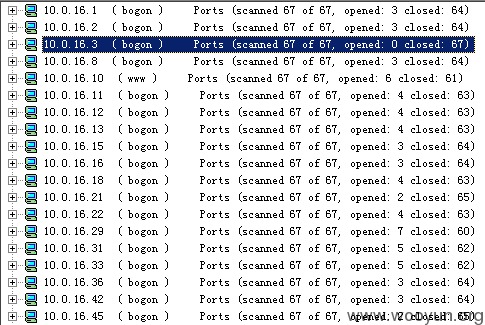 10.0.16.1 ( bogon ) Ports (scanned 67 of 67, opened: 3 closed: 64)
10.0.16.2 ( bogon ) Ports (scanned 67 of 67, opened: 3 closed: 64)
10.0.16.3 ( bogon ) Ports (scanned 67 of 67, opened: 0 closed: 67)
10.0.16.8 ( bogon ) Ports (scanned 67 of 67, opened: 3 closed: 64)
10.0.16.10 ( www ) Ports (scanned 67 of 67, opened: 6 closed: 61)
10.0.16.11 ( bogon ) Ports (scanned 67 of 67, opened: 4 closed: 63)
10.0.16.12 ( bogon ) Ports (scanned 67 of 67, opened: 4 closed: 63)
10.0.16.13 ( bogon ) Ports (scanned 67 of 67, opened: 4 closed: 63)
10.0.16.15 ( bogon ) Ports (scanned 67 of 67, opened: 3 closed: 64)
10.0.16.16 ( bogon ) Ports (scanned 67 of 67, opened: 3 closed: 64)
10.0.16.18 ( bogon ) Ports (scanned 67 of 67, opened: 4 closed: 63)
10.0.16.21 ( bogon ) Ports (scanned 67 of 67, opened: 2 closed: 65)
10.0.16.22 ( bogon ) Ports (scanned 67 of 67, opened: 4 closed: 63)
10.0.16.29 ( bogon ) Ports (scanned 67 of 67, opened: 7 closed: 60)
10.0.16.31 ( bogon ) Ports (scanned 67 of 67, opened: 5 closed: 62)
10.0.16.33 ( bogon ) Ports (scanned 67 of 67, opened: 5 closed: 62)
10.0.16.36 ( bogon ) Ports (scanned 67 of 67, opened: 3 closed: 64)
10.0.16.42 ( bogon ) Ports (scanned 67 of 67, opened: 3 closed: 64)
10.0.16.45 ( bogon ) Ports (scanned 67 of 67, opened: 2 closed: 65)